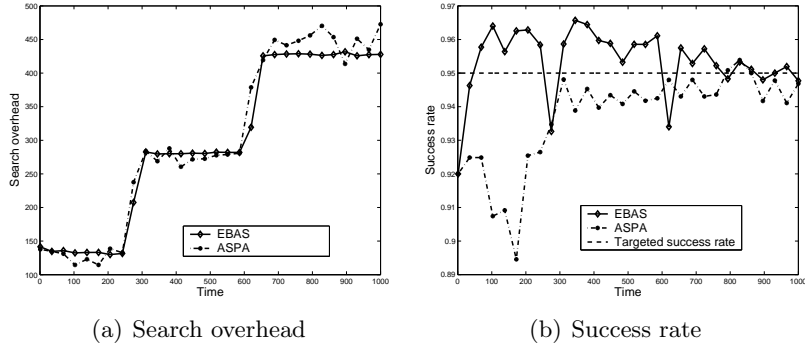 500
450
400
350
300
250
200
150
100
0 100 200 300 400 500 600 700 800 900 1000
Time
Search overhead
EBAS
ASPA
(a) Search overhead
0.97
0.96
0.95
0.94
0.93
0.92
0.91
0.9
0.89
0 100 200 300 400 500 600 700 800 900 1000
Time
Success rate
EBAS
ASPA
Targeted success rate
(b) Success rate